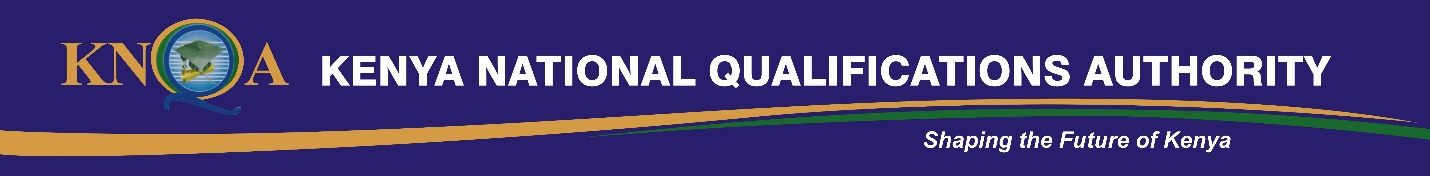 KNQA KENYA NATIONAL QUALIFICATIONS AUTHORITY
Shaping the Future of Kenya